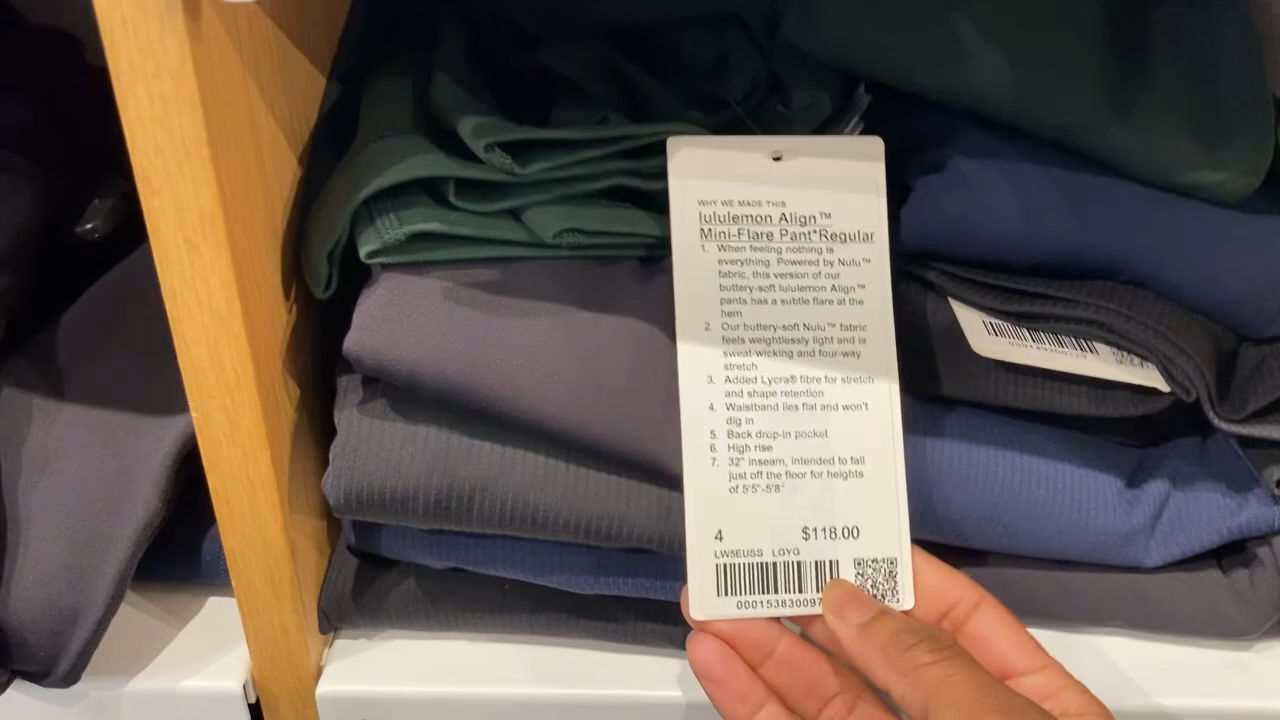 WHY WE MADE THIS
lululemon Align™
Mini-Flare Pant*Regular
1. When feeling nothing is
everything. Powered by Nulu™
fabric, this version of our
buttery-soft lululemon Align™
pants has a subtle flare at the
hem
2. Our buttery-soft Nulu™ fabric
feels weightlessly light and is
sweat-wicking and four-way
stretch
3. Added Lycra® fibre for stretch
and shape retention
4. Waistband lies flat and won't
dig in
5. Back drop-in pocket
6. High rise
7. 32" inseam, intended to fall
just off the floor for heights
of 5'5"-5'8"
4 $118.00
LW5EUSS LGYG